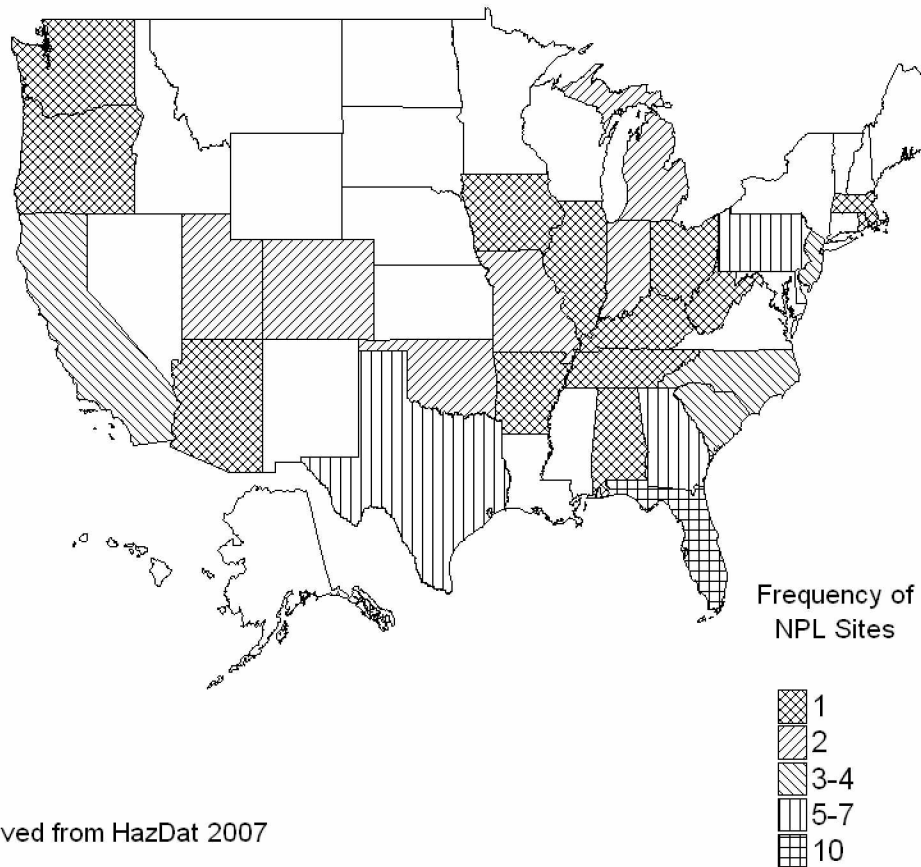 Frequency of
NPL Sites
1
2
3-4
5-7
10
ved from HazDat 2007